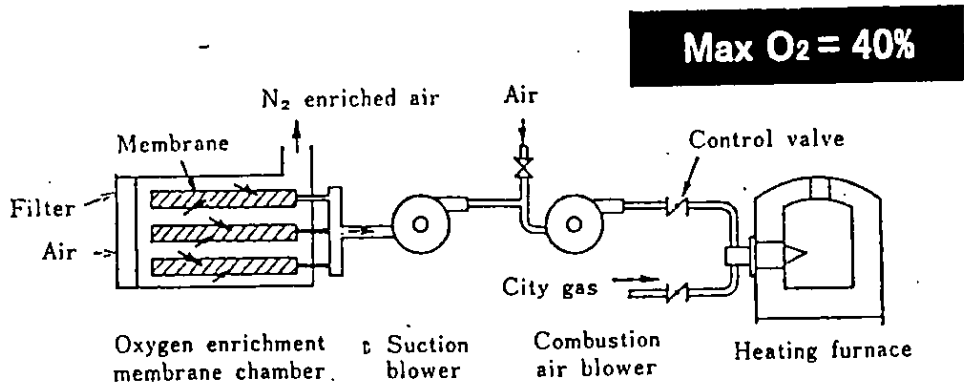 Max O₂ = 40%
N₂ enriched air
Air
Membrane
Control valve
Filter
Air
City gas
Oxygen enrichment
membrane chamber.
Suction
blower
Combustion
air blower
Heating furnace